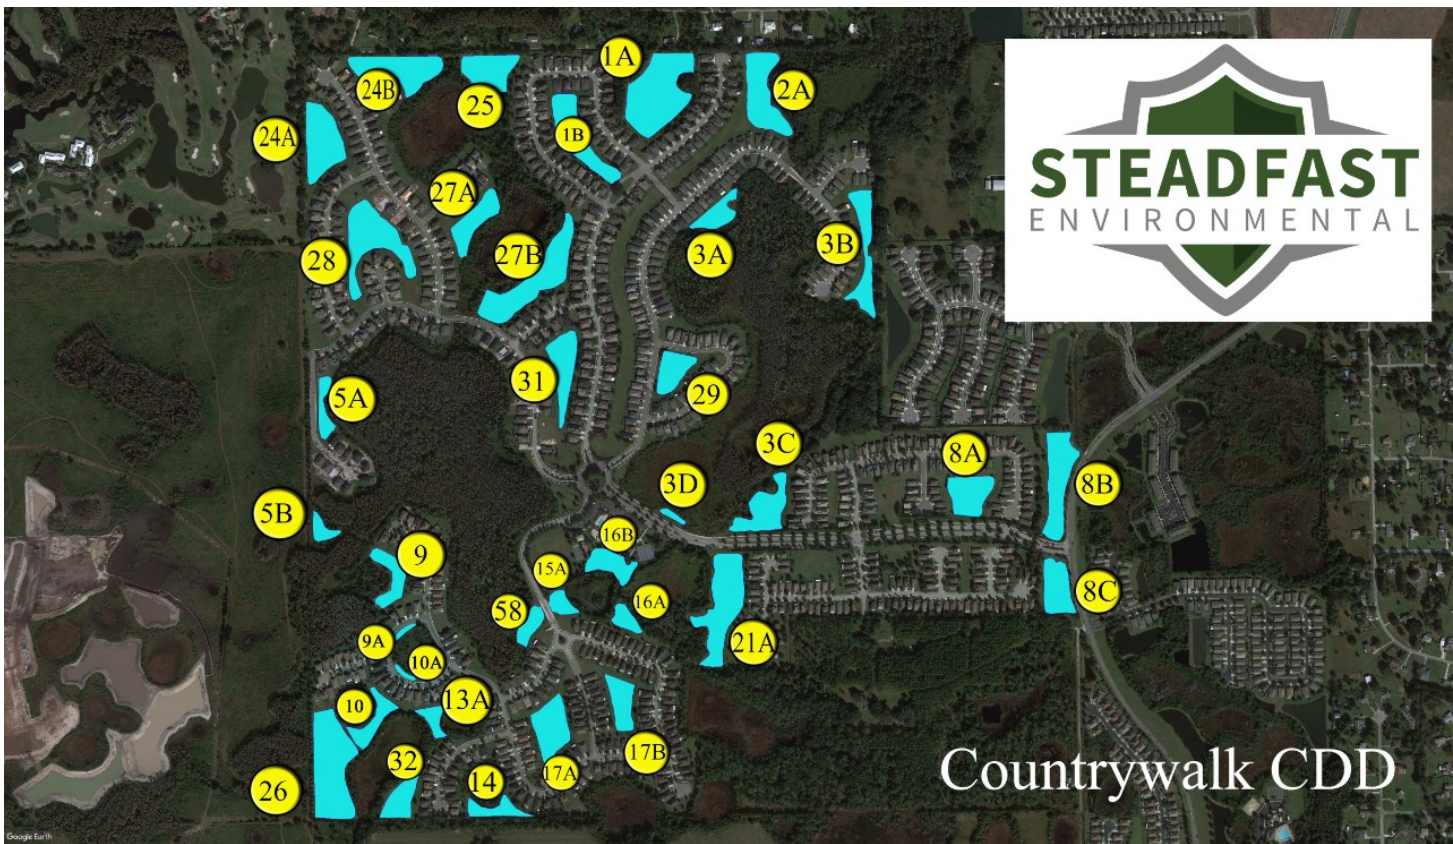 1A
24B
25
2A
24A
1B
27A
27B
3A
3B
28
STEADFAST
ENVIRONMENTAL
31
5A
29
3C
8A
3D
8B
5B
16B
9
15A
58
16A
8C
9A
10A
21A
13A
10
17B
32
17A
14
26
Countrywalk CDD
Google Earth